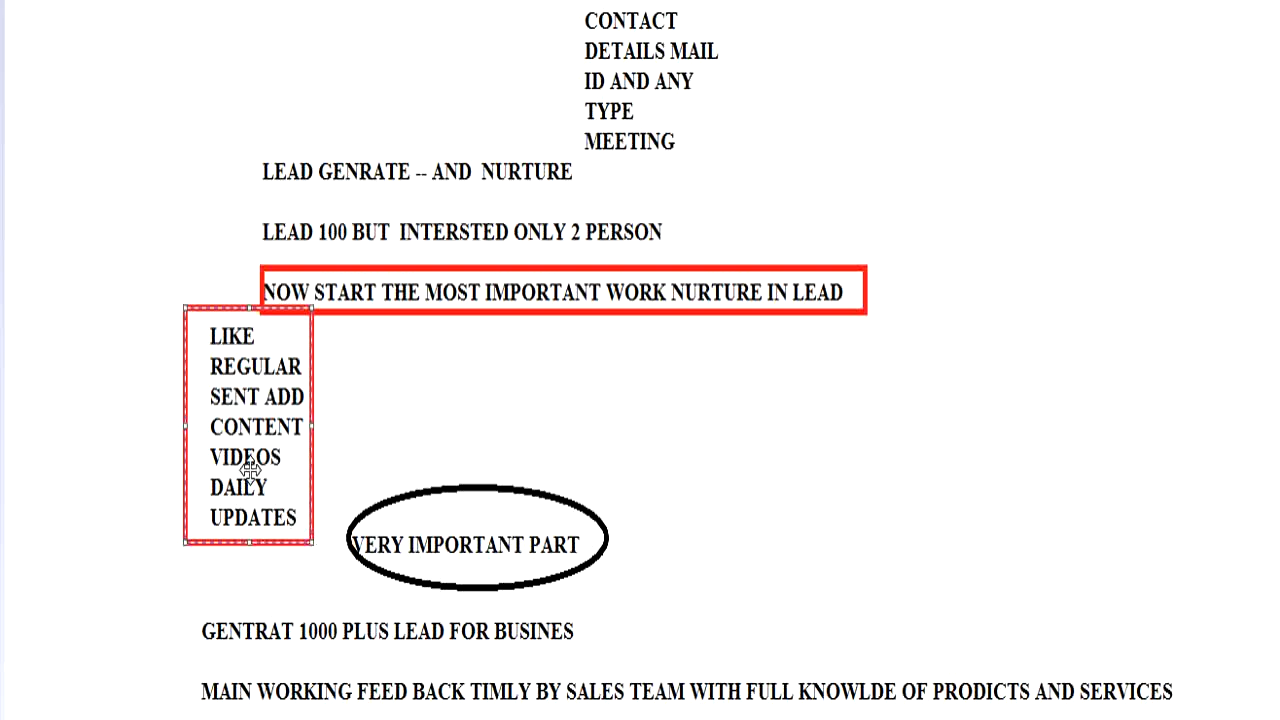 CONTACT
DETAILS MAIL
ID AND ANY
TYPE
MEETING
LEAD GENRATE -- AND  NURTURE
LEAD 100 BUT  INTERSTED ONLY 2 PERSON
NOW START THE MOST IMPORTANT WORK NURTURE IN LEAD
LIKE
REGULAR
SENT ADD
CONTENT
VIDEOS
DAILY
UPDATES
VERY IMPORTANT PART
GENTRAT 1000 PLUS LEAD FOR BUSINES
MAIN WORKING FEED BACK TIMLY BY SALES TEAM WITH FULL KNOWLDE OF PRODICTS AND SERVICES